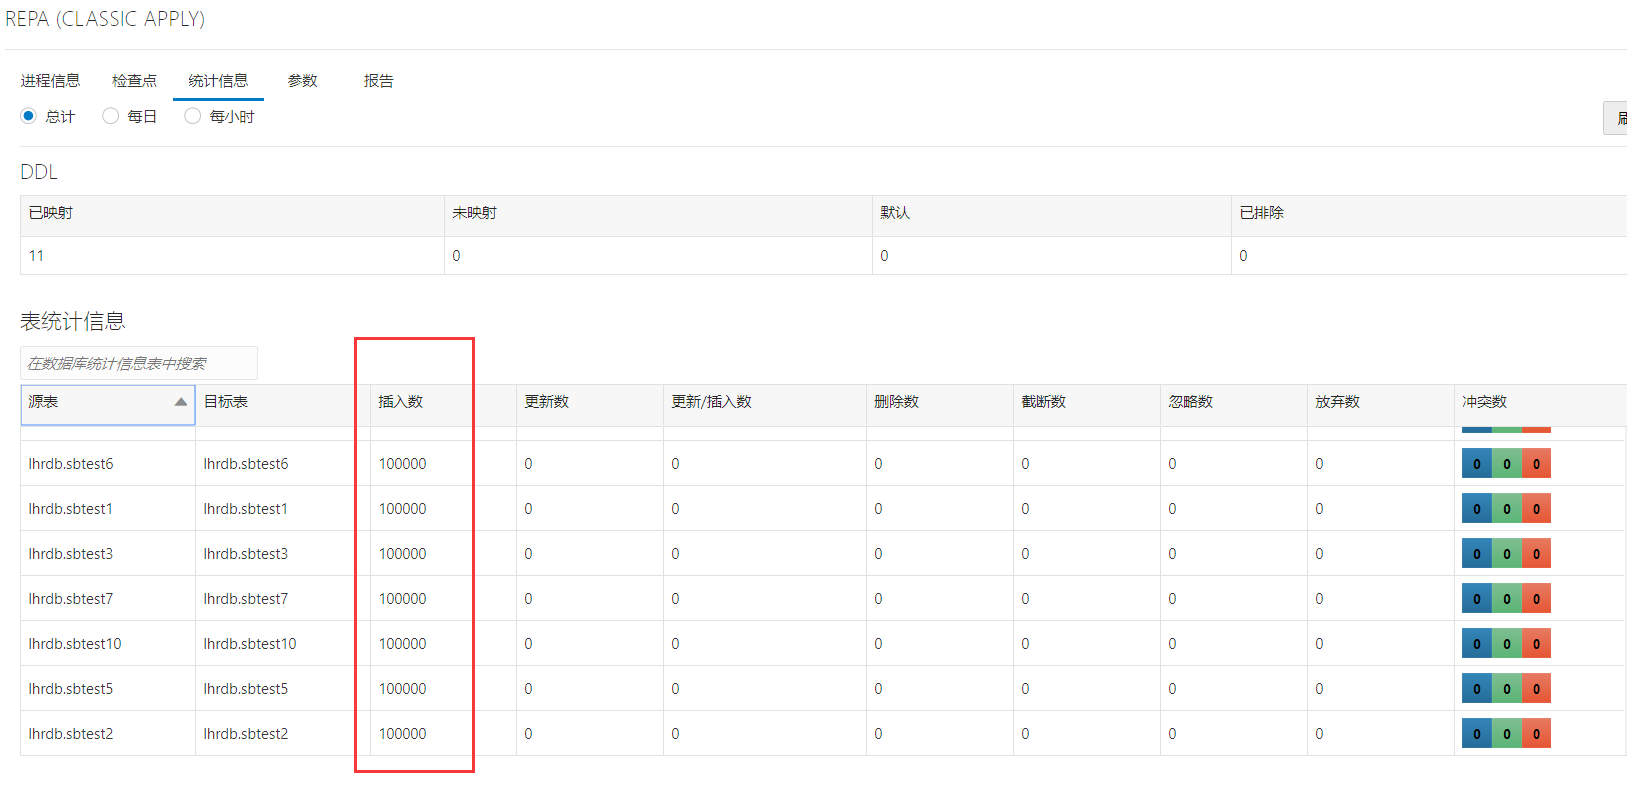 REPA (CLASSIC APPLY)
进程信息 检查点 统计信息 参数 报告
总计 每日 每小时
DDL
已映射 未映射 默认 已排除
11 0 0 0
表统计信息
在数据库统计信息表中搜索
源表 目标表 插入数 更新数 更新/插入数 删除数 截断数 忽略数 放弃数 冲突数
lhrdb.sbtest6 lhrdb.sbtest6 100000 0 0 0 0 0 0 0 0 0
lhrdb.sbtest1 lhrdb.sbtest1 100000 0 0 0 0 0 0 0 0 0
lhrdb.sbtest3 lhrdb.sbtest3 100000 0 0 0 0 0 0 0 0 0
lhrdb.sbtest7 lhrdb.sbtest7 100000 0 0 0 0 0 0 0 0 0
lhrdb.sbtest10 lhrdb.sbtest10 100000 0 0 0 0 0 0 0 0 0
lhrdb.sbtest5 lhrdb.sbtest5 100000 0 0 0 0 0 0 0 0 0
lhrdb.sbtest2 lhrdb.sbtest2 100000 0 0 0 0 0 0 0 0 0